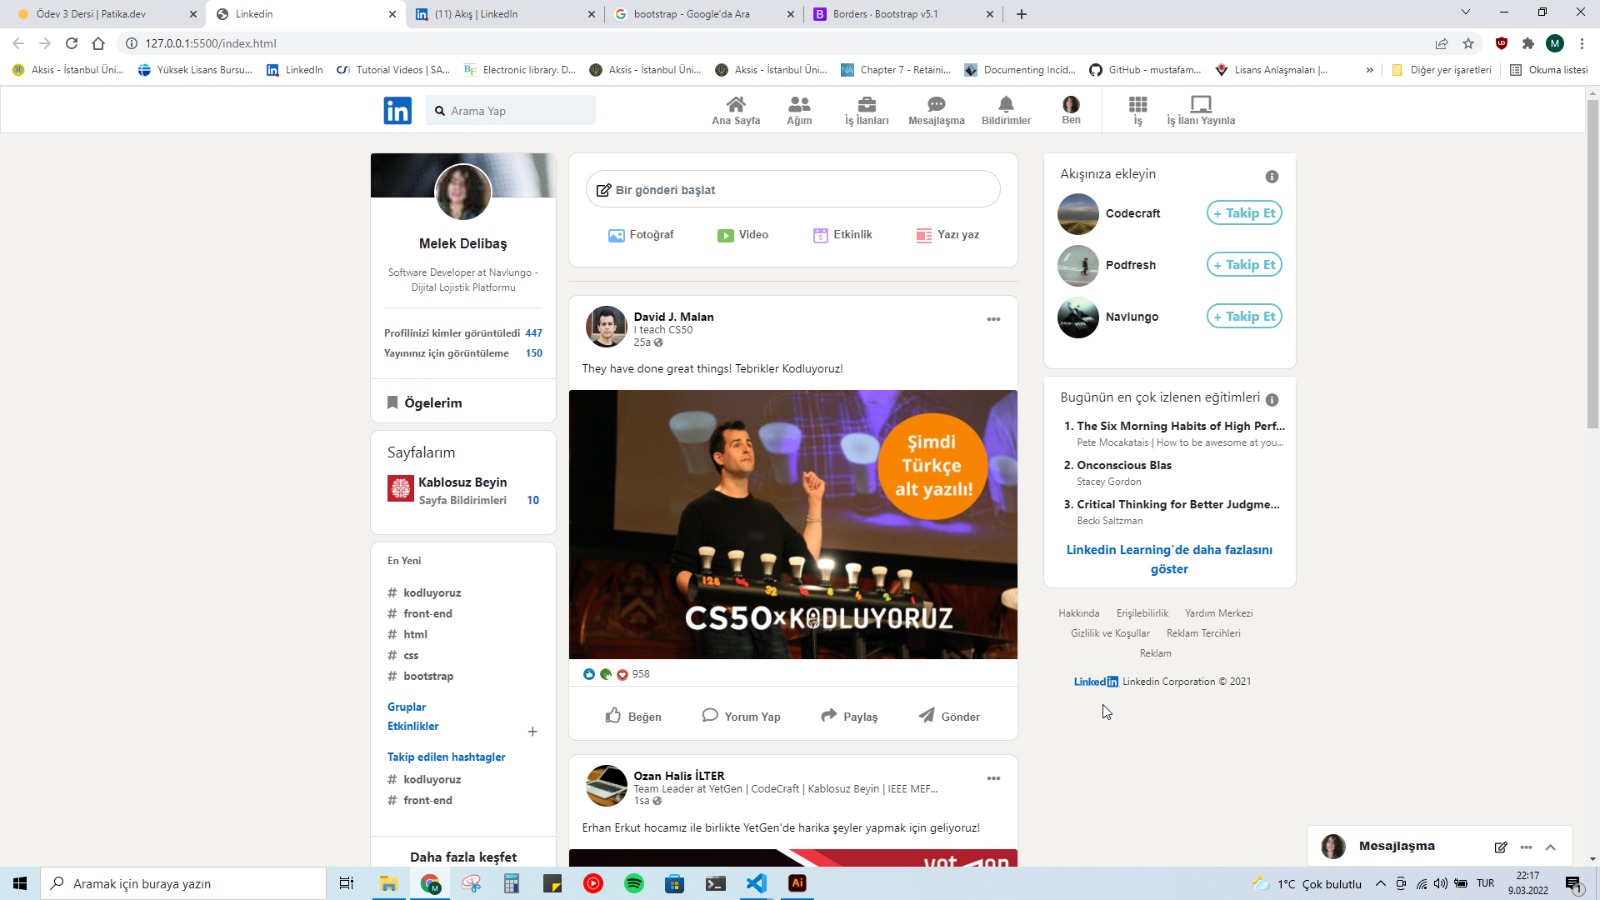 Ödev 3 Dersi | Patika.dev
Linkedin
(11) Akış | LinkedIn
bootstrap - Google'da Ara
Borders · Bootstrap v5.1
127.0.0.1:5500/index.html
Aksis - İstanbul Üni...
Yüksek Lisans Bursu...
LinkedIn
Tutorial Videos | SA...
Electronic library. D...
Aksis - İstanbul Üni...
Aksis - İstanbul Üni...
Chapter 7 - Retaini...
Documenting Incid...
GitHub - mustafam...
Lisans Anlaşmaları |...
»
Diğer yer işaretleri
Okuma listesi
in
Arama Yap
Ana Sayfa
Ağım
İş İlanları
Mesajlaşma
Bildirimler
Ben
İş
İş İlanı Yayınla
Melek Delibaş
Software Developer at Navlungo -
Dijital Lojistik Platformu
Profilinizi kimler görüntüledi 447
Yayınınız için görüntüleme 150
Ögelerim
Sayfalarım
Kablosuz Beyin
Sayfa Bildirimleri 10
En Yeni
# kodluyoruz
# front-end
# html
# css
# bootstrap
Gruplar
Etkinlikler
+
Takip edilen hashtagler
# kodluyoruz
# front-end
Daha fazla keşfet
Bir gönderi başlat
Fotoğraf
Video
Etkinlik
Yazı yaz
David J. Malan
I teach CS50
25a
They have done great things! Tebrikler Kodluyoruz!
Şimdi
Türkçe
alt yazılı!
128
32
16
8
4
2
CS50xKODLUYORUZ
958
Beğen
Yorum Yap
Paylaş
Gönder
Ozan Halis İLTER
Team Leader at YetGen | CodeCraft | Kablosuz Beyin | IEEE MEF...
1sa
Erhan Erkut hocamız ile birlikte YetGen'de harika şeyler yapmak için geliyoruz!
Akışınıza ekleyin
Codecraft
+ Takip Et
Podfresh
+ Takip Et
Navlungo
+ Takip Et
Bugünün en çok izlenen eğitimleri
1. The Six Morning Habits of High Perf...
Pete Mocakatais | How to be awesome at you...
2. Onconscious Blas
Stacey Gordon
3. Critical Thinking for Better Judgme...
Becki Saltzman
Linkedin Learning'de daha fazlasını
göster
Hakkında
Erişilebilirlik
Yardım Merkezi
Gizlilik ve Koşullar
Reklam Tercihleri
Reklam
Linkedin Linkedin Corporation © 2021
Mesajlaşma
Aramak için buraya yazın
Ai
1°C Çok bulutlu
TUR
22:17
9.03.2022
1